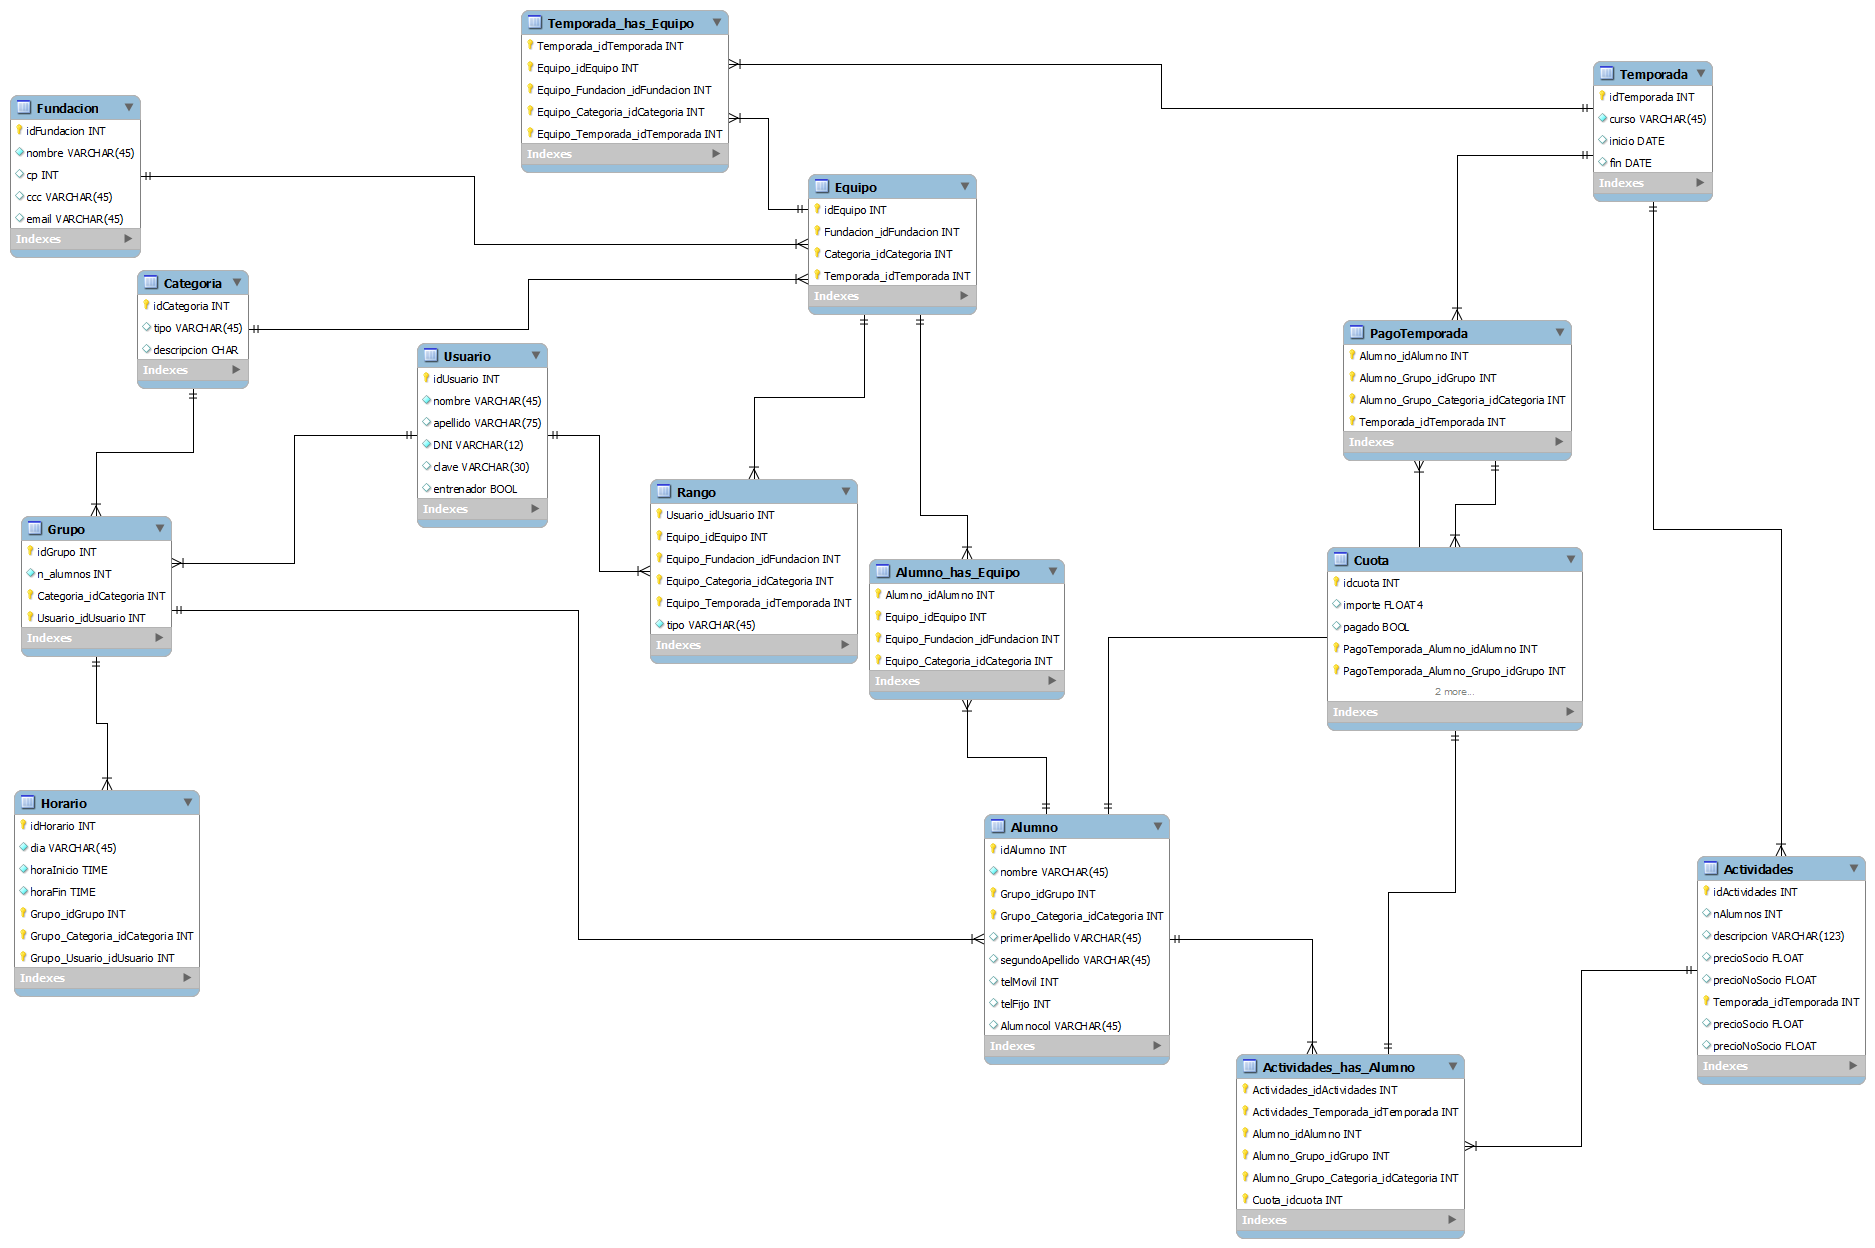 Temporada_has_Equipo
Temporada_idTemporada INT
Equipo_idEquipo INT
Equipo_Fundacion_idFundacion INT
Equipo_Categoria_idCategoria INT
Equipo_Temporada_idTemporada INT
Indexes
Temporada
idTemporada INT
curso VARCHAR(45)
inicio DATE
fin DATE
Indexes
Fundacion
idFundacion INT
nombre VARCHAR(45)
cp INT
ccc VARCHAR(45)
email VARCHAR(45)
Indexes
Equipo
idEquipo INT
Fundacion_idFundacion INT
Categoria_idCategoria INT
Temporada_idTemporada INT
Indexes
Categoria
idCategoria INT
tipo VARCHAR(45)
descripcion CHAR
Indexes
Usuario
idUsuario INT
nombre VARCHAR(45)
apellido VARCHAR(75)
DNI VARCHAR(12)
clave VARCHAR(30)
entrenador BOOL
Indexes
PagoTemporada
Alumno_idAlumno INT
Alumno_Grupo_idGrupo INT
Alumno_Grupo_Categoria_idCategoria INT
Temporada_idTemporada INT
Indexes
Grupo
idGrupo INT
n_alumnos INT
Categoria_idCategoria INT
Usuario_idUsuario INT
Indexes
Rango
Usuario_idUsuario INT
Equipo_idEquipo INT
Equipo_Fundacion_idFundacion INT
Equipo_Categoria_idCategoria INT
Equipo_Temporada_idTemporada INT
tipo VARCHAR(45)
Indexes
Alumno_has_Equipo
Alumno_idAlumno INT
Equipo_idEquipo INT
Equipo_Fundacion_idFundacion INT
Equipo_Categoria_idCategoria INT
Indexes
Cuota
idcuota INT
importe FLOAT4
pagado BOOL
PagoTemporada_Alumno_idAlumno INT
PagoTemporada_Alumno_Grupo_idGrupo INT
2 more...
Indexes
Horario
idHorario INT
dia VARCHAR(45)
horaInicio TIME
horaFin TIME
Grupo_idGrupo INT
Grupo_Categoria_idCategoria INT
Grupo_Usuario_idUsuario INT
Indexes
Alumno
idAlumno INT
nombre VARCHAR(45)
Grupo_idGrupo INT
Grupo_Categoria_idCategoria INT
primerApellido VARCHAR(45)
segundoApellido VARCHAR(45)
telMovil INT
telFijo INT
Alumnocol VARCHAR(45)
Indexes
Actividades
idActividades INT
nAlumnos INT
descripcion VARCHAR(123)
precioSocio FLOAT
precioNoSocio FLOAT
Temporada_idTemporada INT
precioSocio FLOAT
precioNoSocio FLOAT
Indexes
Actividades_has_Alumno
Actividades_idActividades INT
Actividades_Temporada_idTemporada INT
Alumno_idAlumno INT
Alumno_Grupo_idGrupo INT
Alumno_Grupo_Categoria_idCategoria INT
Cuota_idcuota INT
Indexes